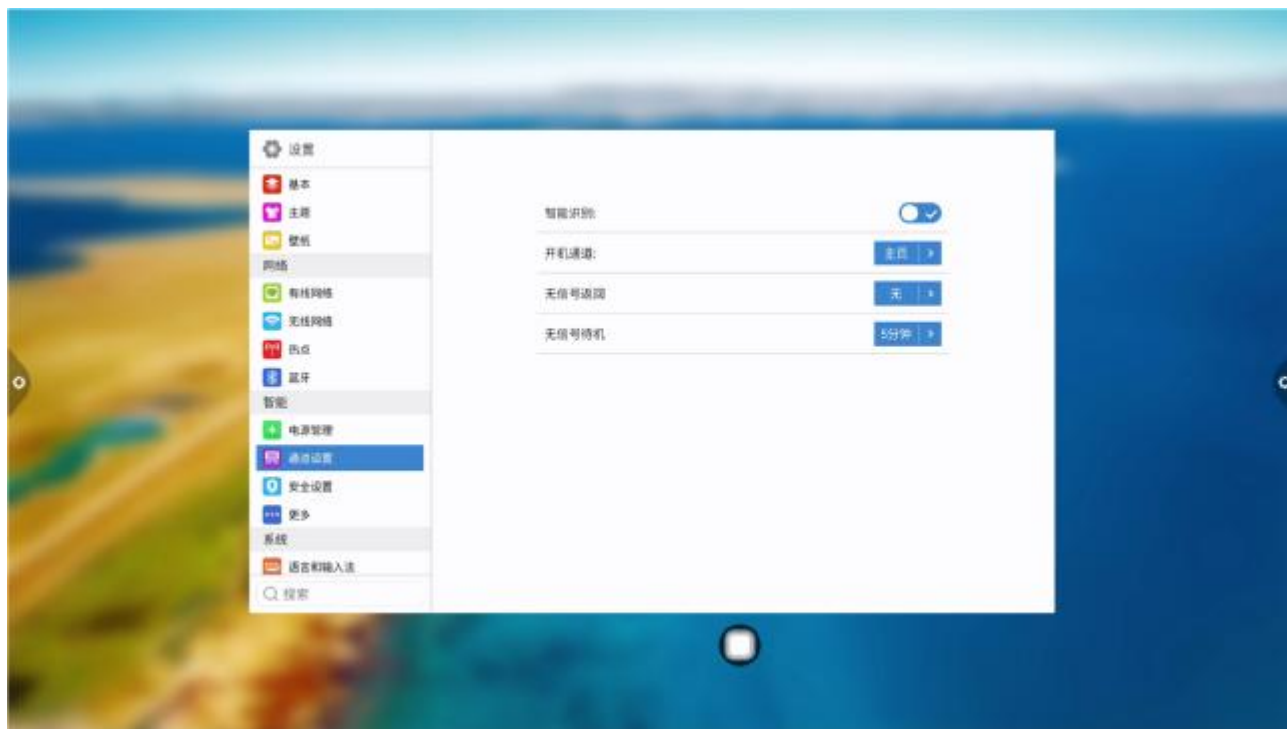 设置
基本
主题
壁纸
网络
有线网络
无线网络
热点
蓝牙
智能
电源管理
通道设置
安全设置
更多
系统
语言和输入法
搜索
智能识别:
开机通道:
主页
无信号返回
无
无信号待机
5分钟